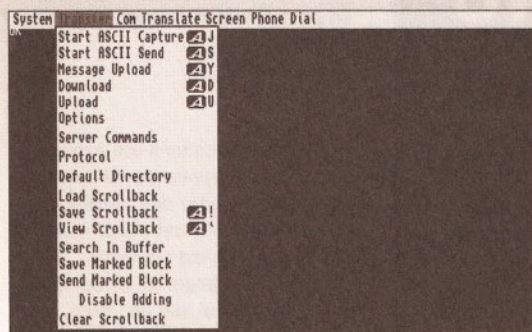 System Transfer Com Translate Screen Phone Dial
OK
Start ASCII Capture A J
Start ASCII Send A S
Message Upload A Y
Download A D
Upload A U
Options
Server Commands
Protocol
Default Directory
Load Scrollback
Save Scrollback A !
View Scrollback A `
Search In Buffer
Save Marked Block
Send Marked Block
Disable Adding
Clear Scrollback